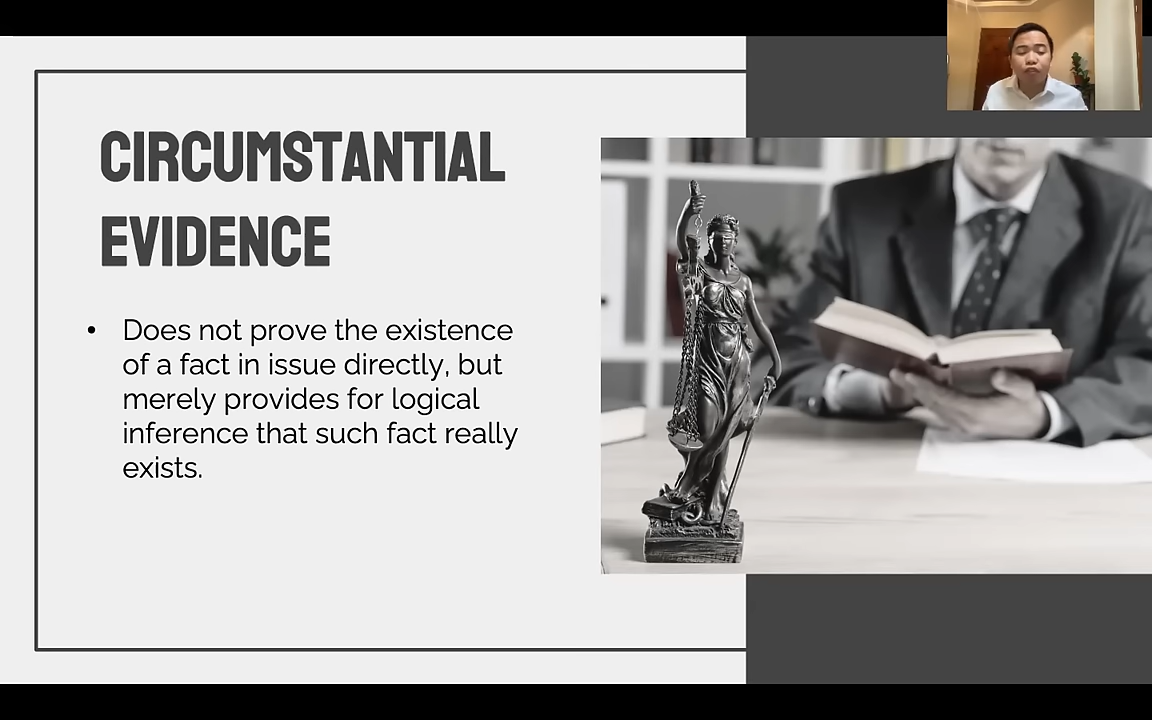 CIRCUMSTANTIAL
EVIDENCE
• Does not prove the existence
of a fact in issue directly, but
merely provides for logical
inference that such fact really
exists.